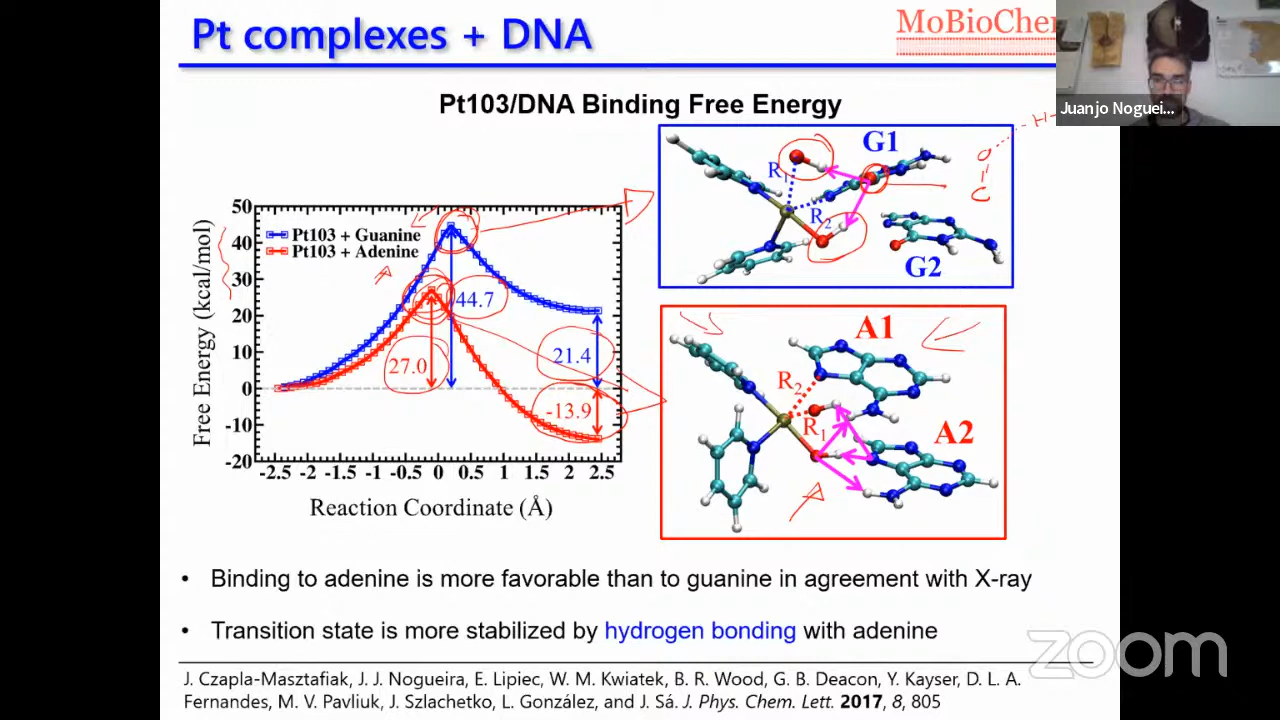 Pt complexes + DNA
MoBioChe
Juanjo Noguei...
Pt103/DNA Binding Free Energy
Free Energy (kcal/mol)
50
40
30
20
10
0
-10
-20
Pt103 + Guanine
Pt103 + Adenine
44.7
27.0
21.4
-13.9
-2.5 -2 -1.5 -1 -0.5 0 0.5 1 1.5 2 2.5
Reaction Coordinate (Å)
G1
R1
R2
G2
H
O
C
A1
R2
R1
A2
• Binding to adenine is more favorable than to guanine in agreement with X-ray
• Transition state is more stabilized by hydrogen bonding with adenine
zoom
J. Czapla-Masztafiak, J. J. Nogueira, E. Lipiec, W. M. Kwiatek, B. R. Wood, G. B. Deacon, Y. Kayser, D. L. A.
Fernandes, M. V. Pavliuk, J. Szlachetko, L. González, and J. Sá. J. Phys. Chem. Lett. 2017, 8, 805